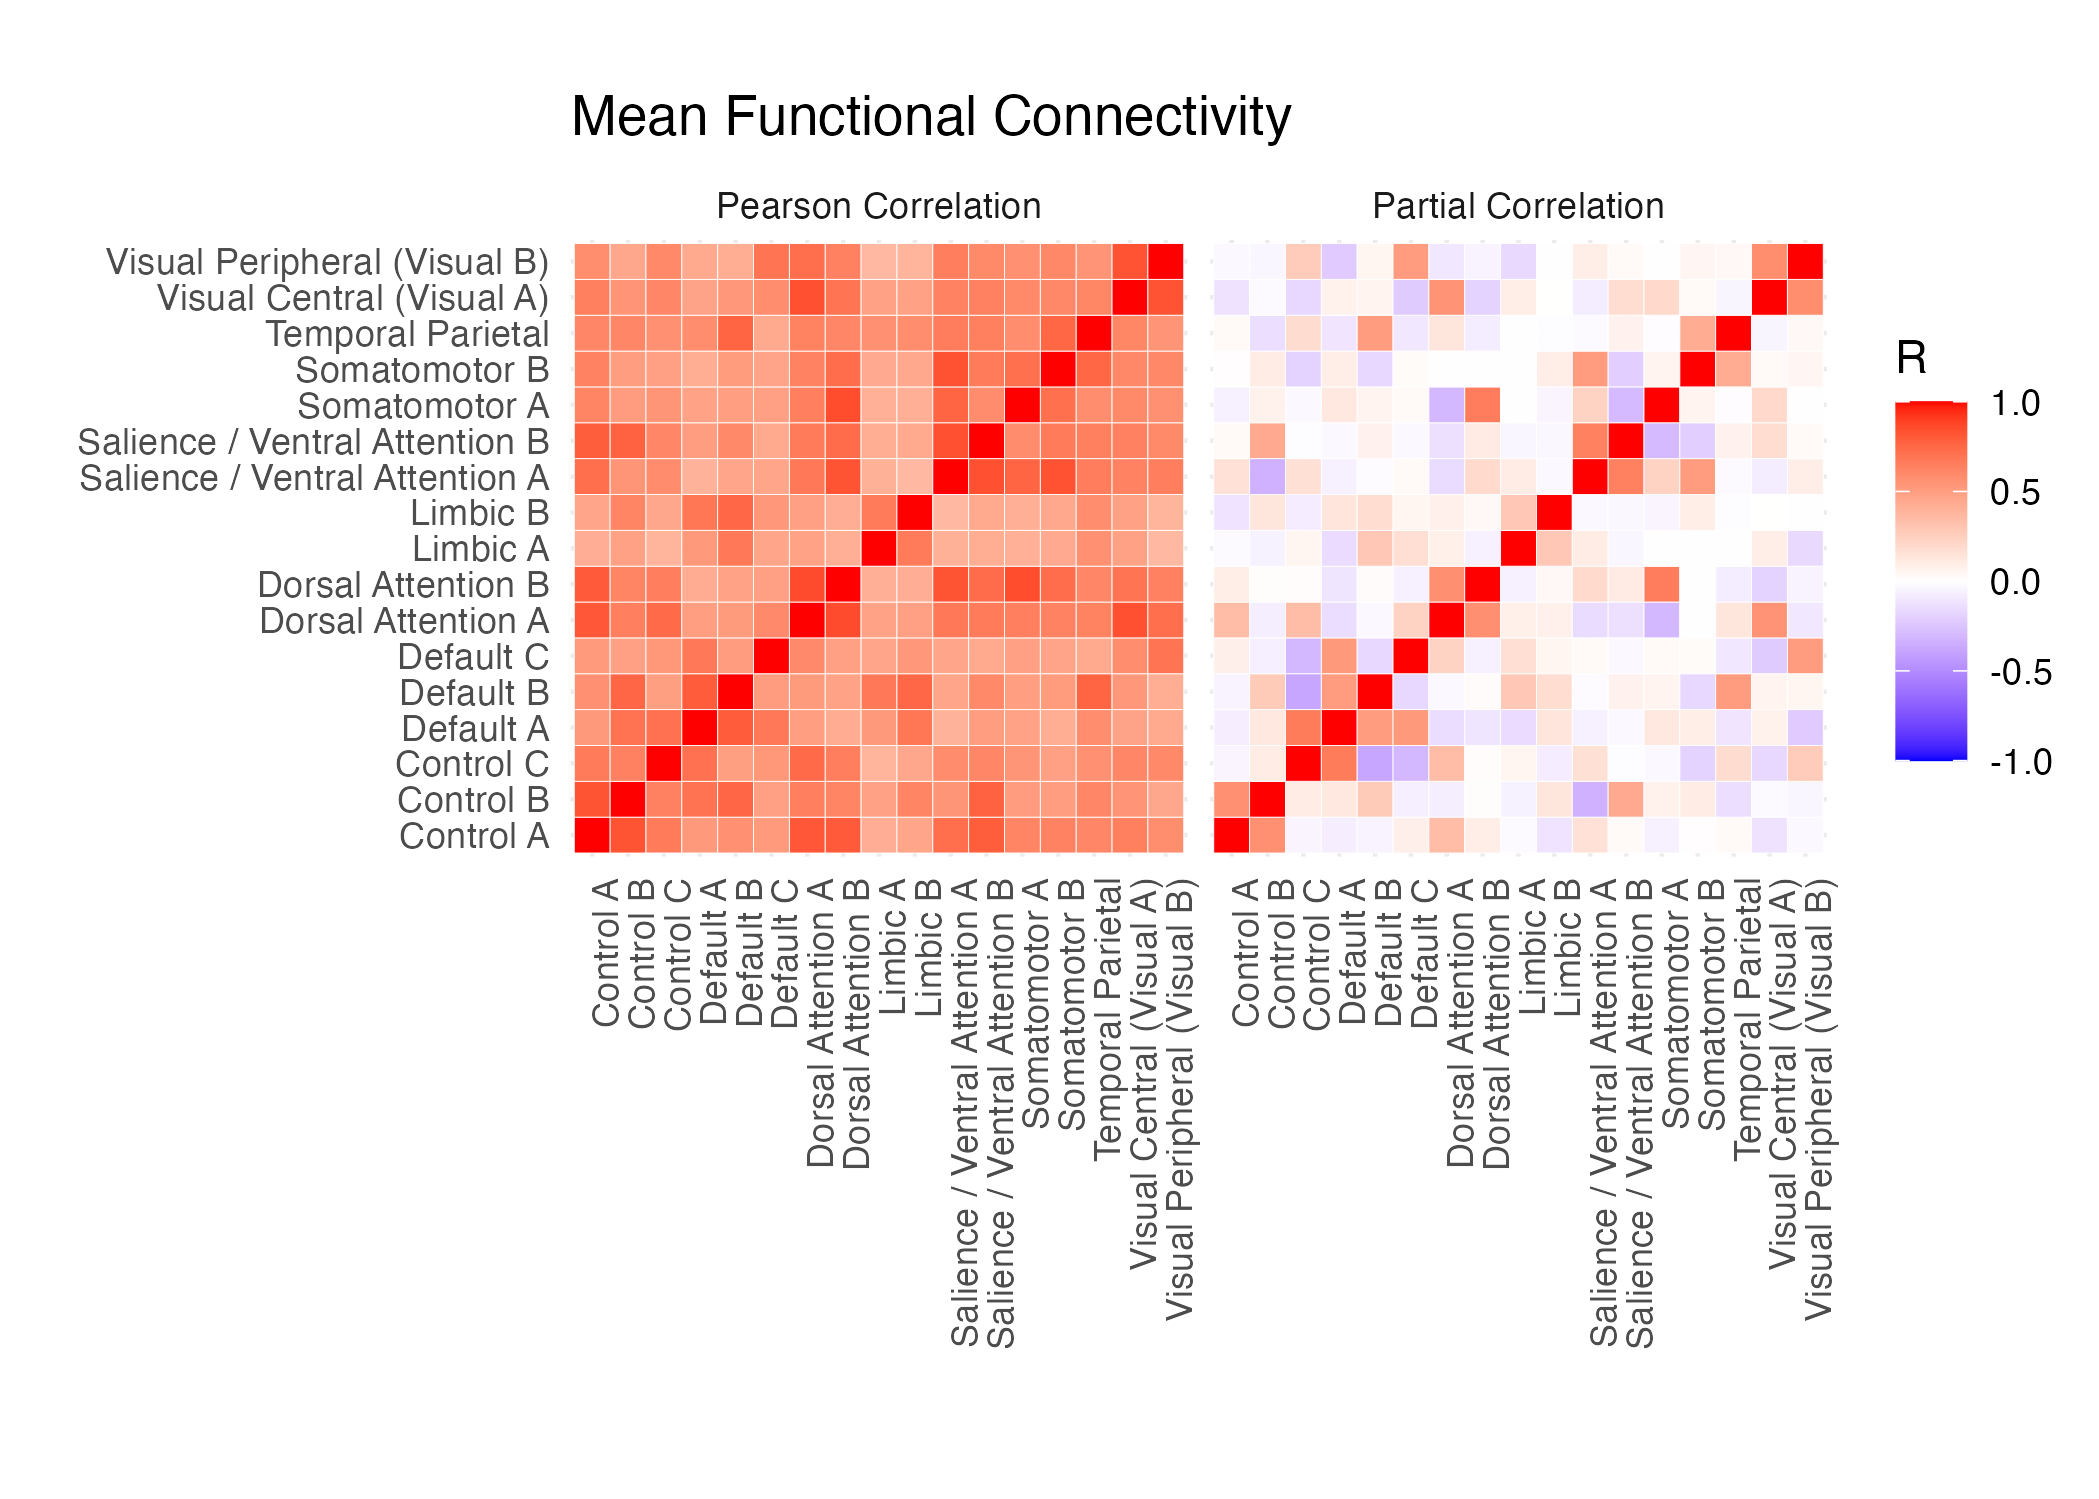 Mean Functional Connectivity
Pearson Correlation
Partial Correlation
Visual Peripheral (Visual B)
Visual Central (Visual A)
Temporal Parietal
Somatomotor B
Somatomotor A
Salience / Ventral Attention B
Salience / Ventral Attention A
Limbic B
Limbic A
Dorsal Attention B
Dorsal Attention A
Default C
Default B
Default A
Control C
Control B
Control A
Control A
Control B
Control C
Default A
Default B
Default C
Dorsal Attention A
Dorsal Attention B
Limbic A
Limbic B
Salience / Ventral Attention A
Salience / Ventral Attention B
Somatomotor A
Somatomotor B
Temporal Parietal
Visual Central (Visual A)
Visual Peripheral (Visual B)
Control A
Control B
Control C
Default A
Default B
Default C
Dorsal Attention A
Dorsal Attention B
Limbic A
Limbic B
Salience / Ventral Attention A
Salience / Ventral Attention B
Somatomotor A
Somatomotor B
Temporal Parietal
Visual Central (Visual A)
Visual Peripheral (Visual B)
R
1.0
0.5
0.0
-0.5
-1.0